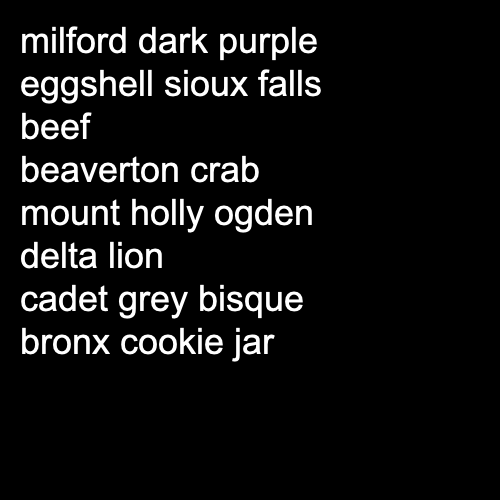 milford dark purple
eggshell sioux falls
beef
beaverton crab
mount holly ogden
delta lion
cadet grey bisque
bronx cookie jar